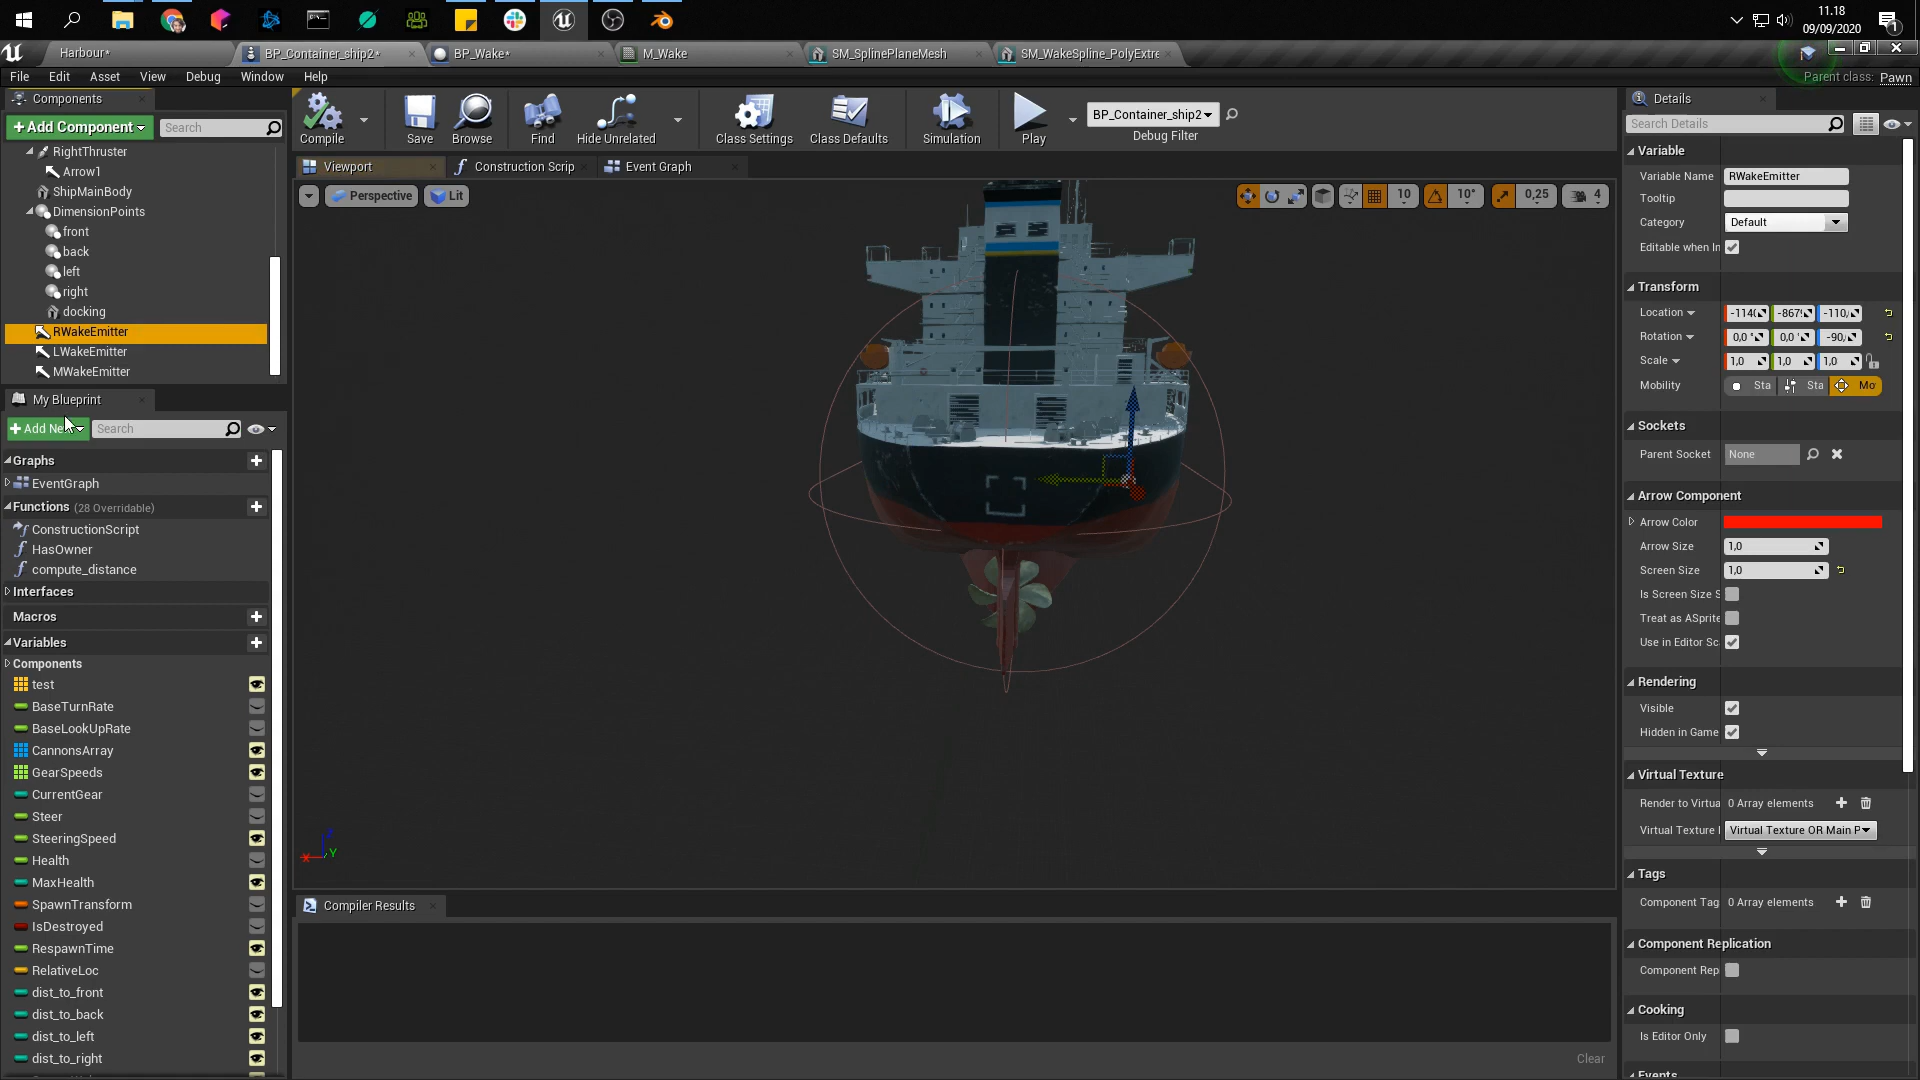 11.18
09/09/2020
1
Harbour*
BP_Container_ship2*
BP_Wake*
M_Wake
SM_SplinePlaneMesh
SM_WakeSpline_PolyExtre
File Edit Asset View Debug Window Help
Parent class: Pawn
Components
+Add Component
Search
RightThruster
Arrow1
ShipMainBody
DimensionPoints
front
back
left
right
docking
RWakeEmitter
LWakeEmitter
MWakeEmitter
My Blueprint
Search
Graphs
EventGraph
Functions (28 Overridable)
ConstructionScript
HasOwner
compute_distance
Interfaces
Macros
Variables
Components
test
BaseTurnRate
BaseLookUpRate
CannonsArray
GearSpeeds
CurrentGear
Steer
SteeringSpeed
Health
MaxHealth
SpawnTransform
IsDestroyed
RespawnTime
RelativeLoc
dist_to_front
dist_to_back
dist_to_left
dist_to_right
Compile
Save
Browse
Find
Hide Unrelated
Class Settings
Class Defaults
Simulation
Play
BP_Container_ship2
Debug Filter
Viewport
Construction Scrip
Event Graph
Perspective
Lit
10
10°
0,25
4
X
Y
Compiler Results
Clear
Details
Search Details
Variable
Variable Name RWakeEmitter
Tooltip
Category Default
Editable when In
Transform
Location -114( -867! -110,
Rotation 0,0 ° 0,0 ° -90,
Scale 1,0 1,0 1,0
Mobility Sta Sta Mo
Sockets
Parent Socket None
Arrow Component
Arrow Color
Arrow Size 1,0
Screen Size 1,0
Is Screen Size S
Treat as ASprite
Use in Editor Sc
Rendering
Visible
Hidden in Game
Virtual Texture
Render to Virtua 0 Array elements
Virtual Texture Virtual Texture OR Main P
Tags
Component Tag 0 Array elements
Component Replication
Component Rep
Cooking
Is Editor Only
Events